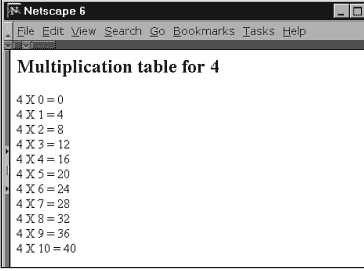 Netscape 6
File Edit View Search Go Bookmarks Tasks Help
Multiplication table for 4
4 X 0 = 0
4 X 1 = 4
4 X 2 = 8
4 X 3 = 12
4 X 4 = 16
4 X 5 = 20
4 X 6 = 24
4 X 7 = 28
4 X 8 = 32
4 X 9 = 36
4 X 10 = 40